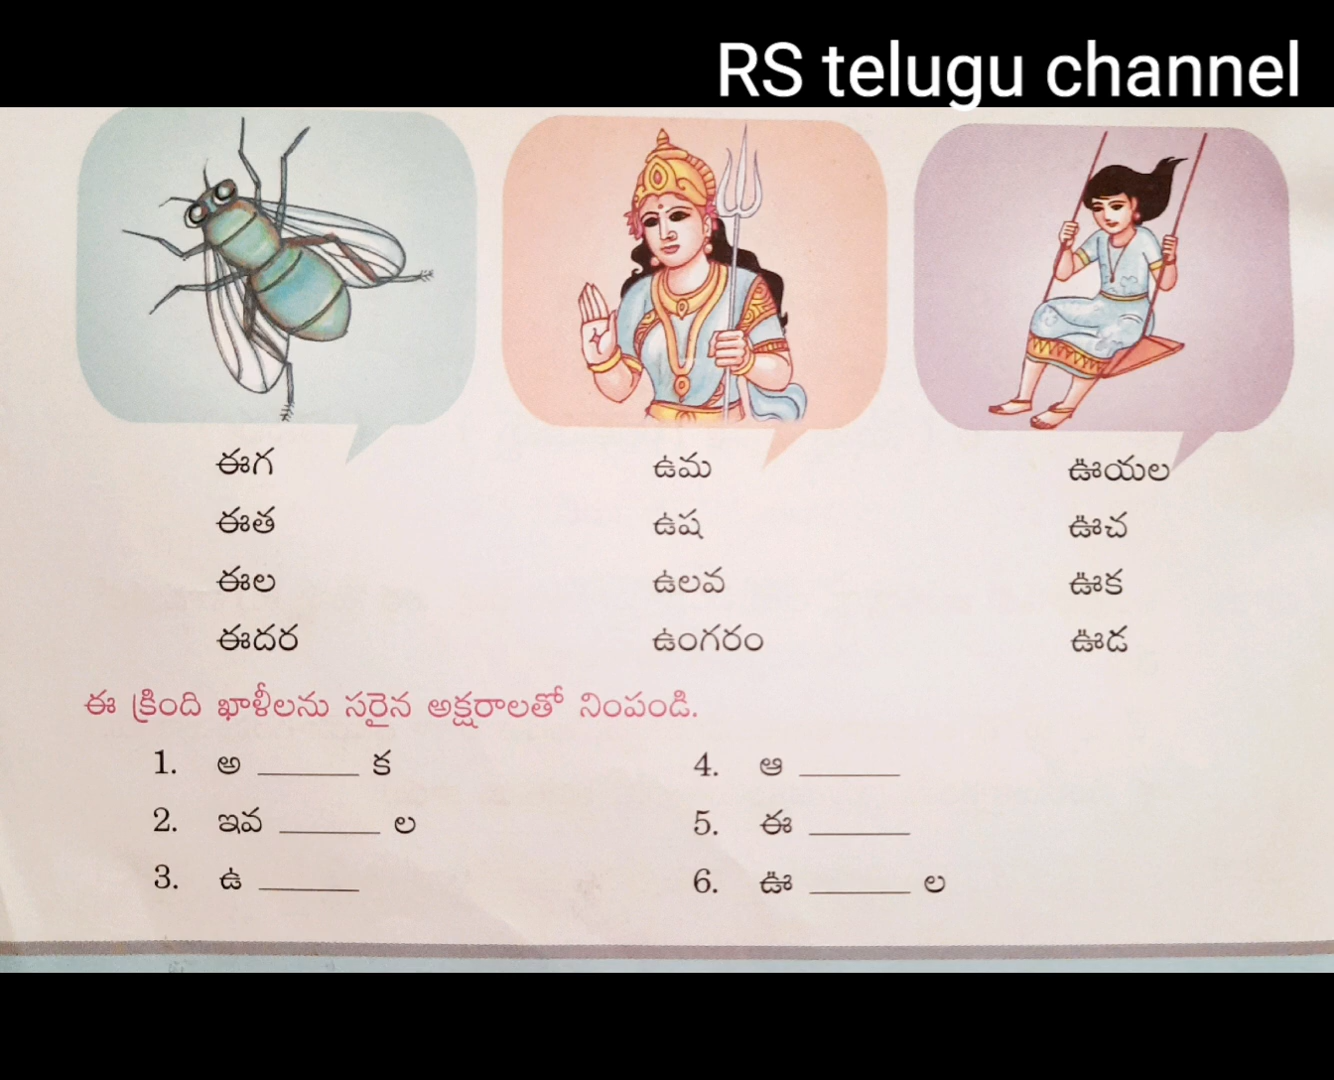 RS telugu channel
ఈగ ఉమ ఊయల
ఈత ఉష ఊచ
ఈల ఉలవ ఊక
ఈదర ఉంగరం ఊడ
ఈ క్రింది ఖాళీలను సరైన అక్షరాలతో నింపండి.
1. అ ______ క 4. ఆ ______
2. ఇవ ______ ల 5. ఈ ______
3. ఉ ______ 6. ఊ ______ ల